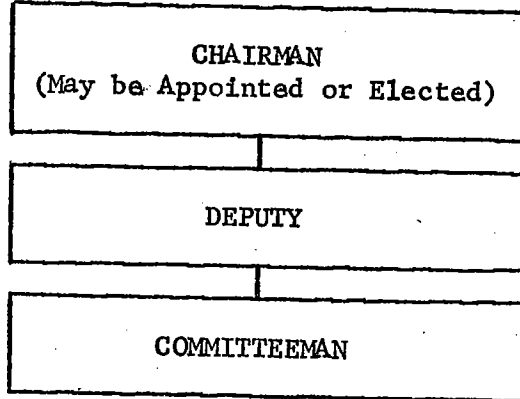 CHAIRMAN
(May be Appointed or Elected)
DEPUTY
COMMITTEEMAN